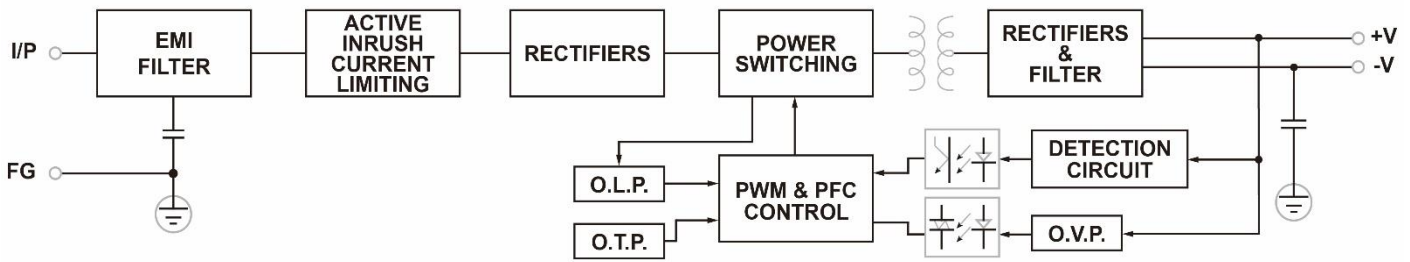 I/P
EMI
FILTER
ACTIVE
INRUSH
CURRENT
LIMITING
RECTIFIERS
POWER
SWITCHING
RECTIFIERS
&
FILTER
+V
-V
FG
O.L.P.
O.T.P.
PWM & PFC
CONTROL
DETECTION
CIRCUIT
O.V.P.